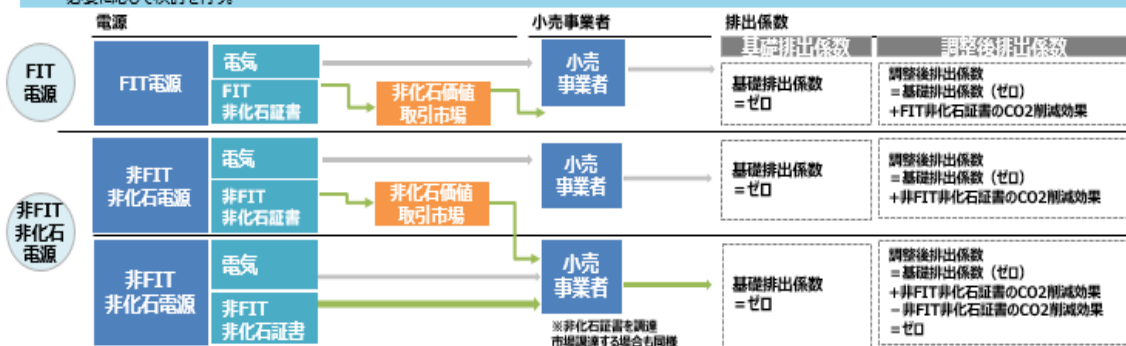 電源
小売事業者
排出係数
基礎排出係数
調整後排出係数
FIT
電源
FIT電源
電気
FIT
非化石証書
非化石価値
取引市場
小売
事業者
基礎排出係数
=ゼロ
調整後排出係数
=基礎排出係数(ゼロ)
+FIT非化石証書のCO2削減効果
非FIT
非化石
電源
非FIT
非化石電源
電気
非FIT
非化石証書
非化石価値
取引市場
小売
事業者
基礎排出係数
=ゼロ
調整後排出係数
=基礎排出係数(ゼロ)
+非FIT非化石証書のCO2削減効果
非FIT
非化石電源
電気
非FIT
非化石証書
小売
事業者
※非化石証書を調達
市場調達する場合も同様
基礎排出係数
=ゼロ
調整後排出係数
=基礎排出係数(ゼロ)
+非FIT非化石証書のCO2削減効果
-非FIT非化石証書のCO2削減効果
=ゼロ